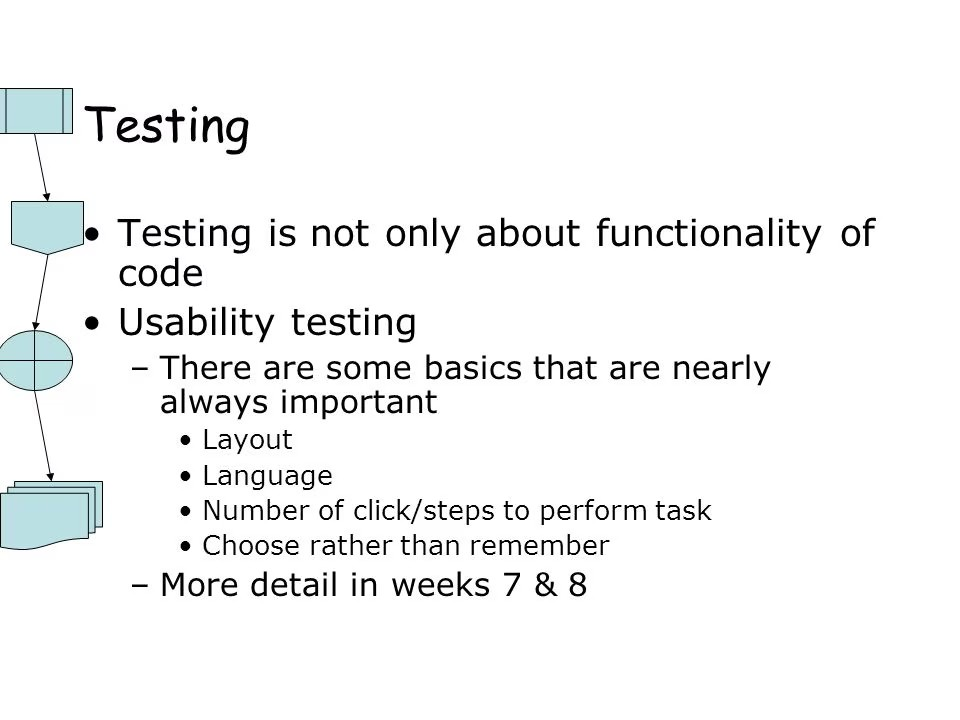 Testing
• Testing is not only about functionality of
code
• Usability testing
– There are some basics that are nearly
always important
• Layout
• Language
• Number of click/steps to perform task
• Choose rather than remember
– More detail in weeks 7 & 8